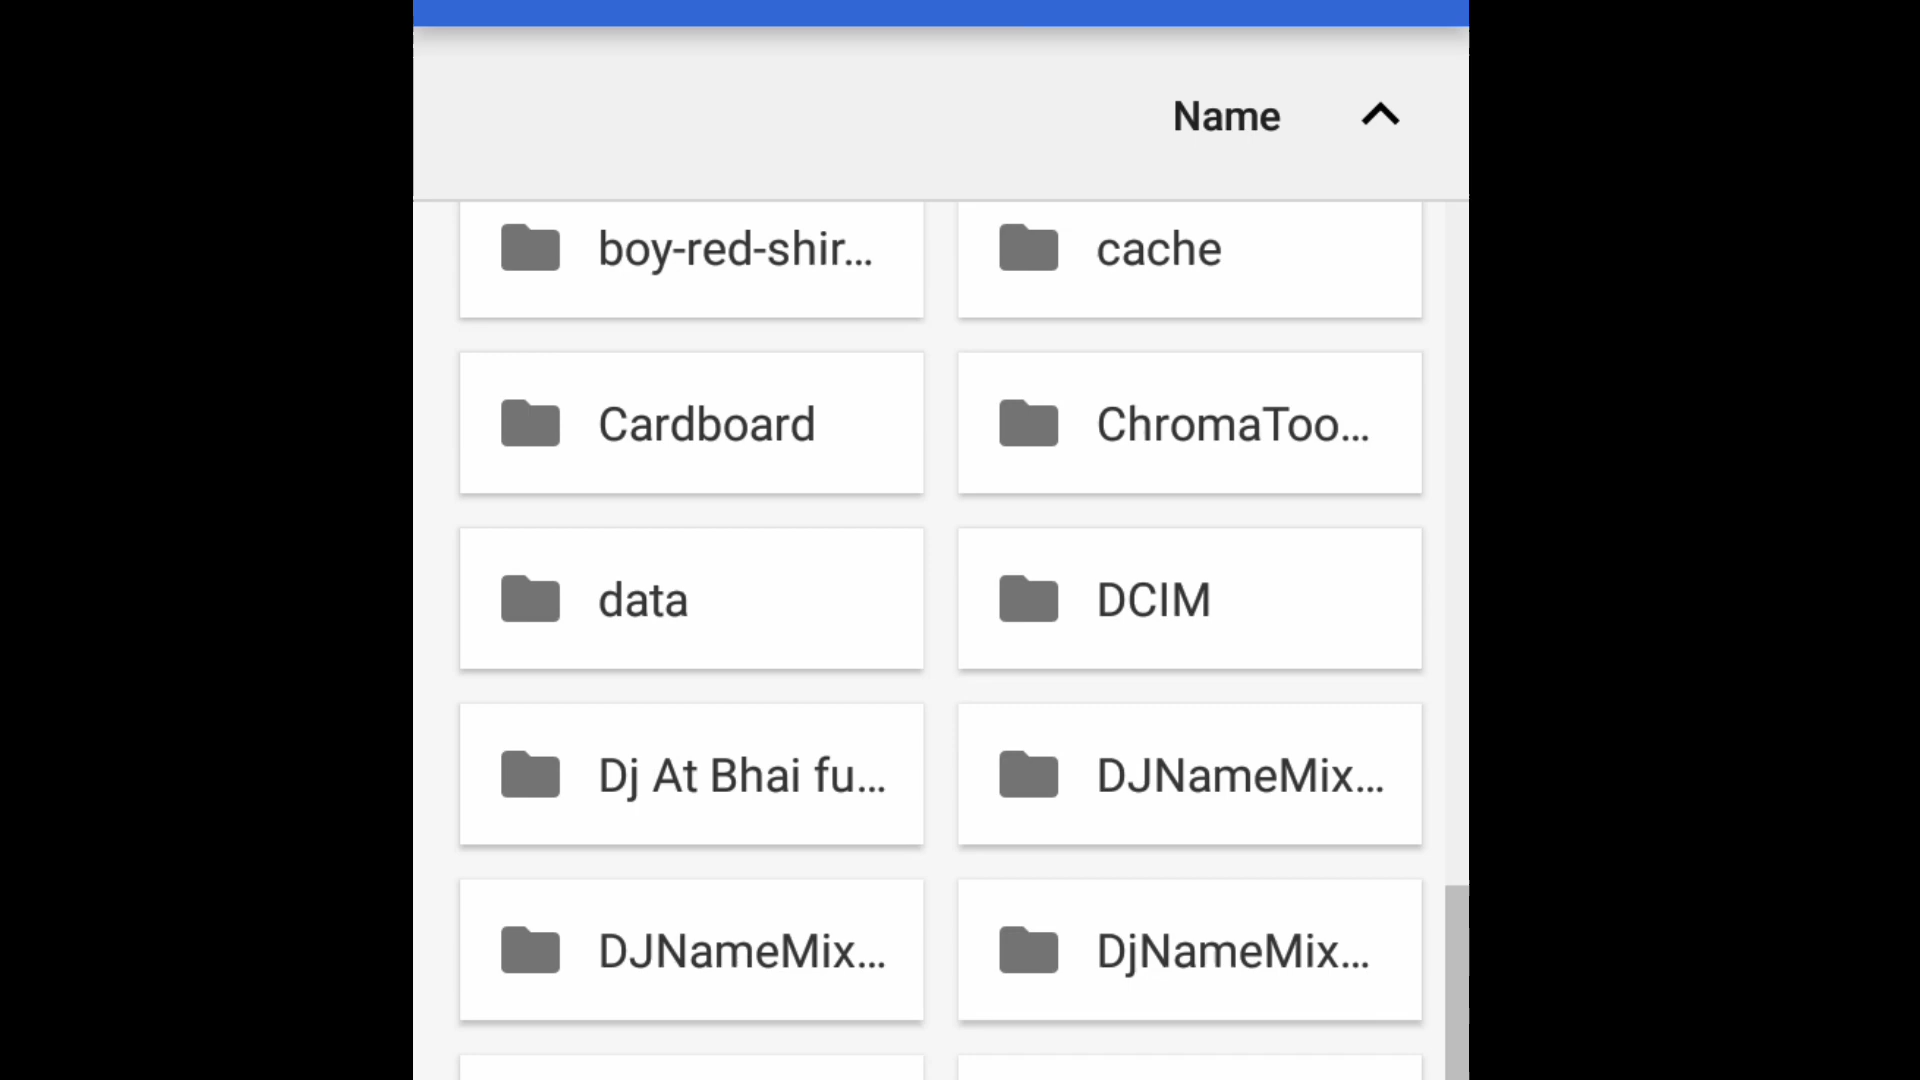 Name
boy-red-shir...
cache
Cardboard
ChromaToo...
data
DCIM
Dj At Bhai fu...
DJNameMix...
DJNameMix...
DjNameMix...